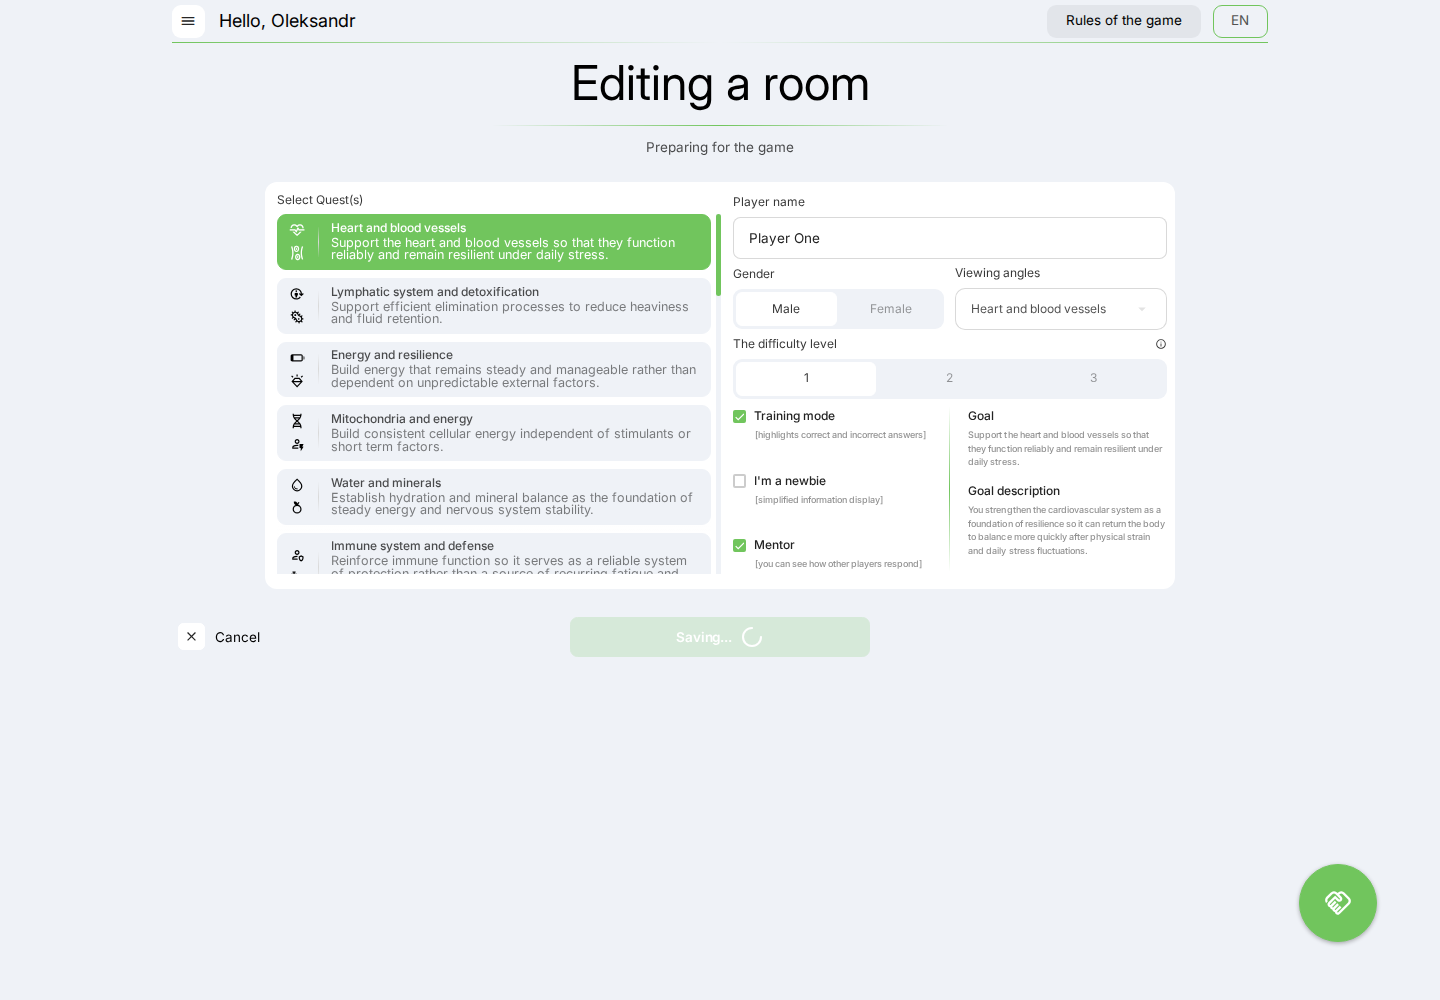 Hello, Oleksandr
Rules of the game
EN
Editing a room
Preparing for the game
Select Quest(s)
Heart and blood vessels
Support the heart and blood vessels so that they function
reliably and remain resilient under daily stress.
Lymphatic system and detoxification
Support efficient elimination processes to reduce heaviness
and fluid retention.
Energy and resilience
Build energy that remains steady and manageable rather than
dependent on unpredictable external factors.
Mitochondria and energy
Build consistent cellular energy independent of stimulants or
short term factors.
Water and minerals
Establish hydration and mineral balance as the foundation of
steady energy and nervous system stability.
Immune system and defense
Reinforce immune function so it serves as a reliable system
of protection rather than a source of recurring fatigue and
Player name
Player One
Gender
Male
Female
Viewing angles
Heart and blood vessels
The difficulty level
1
2
3
Training mode
[highlights correct and incorrect answers]
I'm a newbie
[simplified information display]
Mentor
[you can see how other players respond]
Goal
Support the heart and blood vessels so that
they function reliably and remain resilient under
daily stress.
Goal description
You strengthen the cardiovascular system as a
foundation of resilience so it can return the body
to balance more quickly after physical strain
and daily stress fluctuations.
Cancel
Saving...